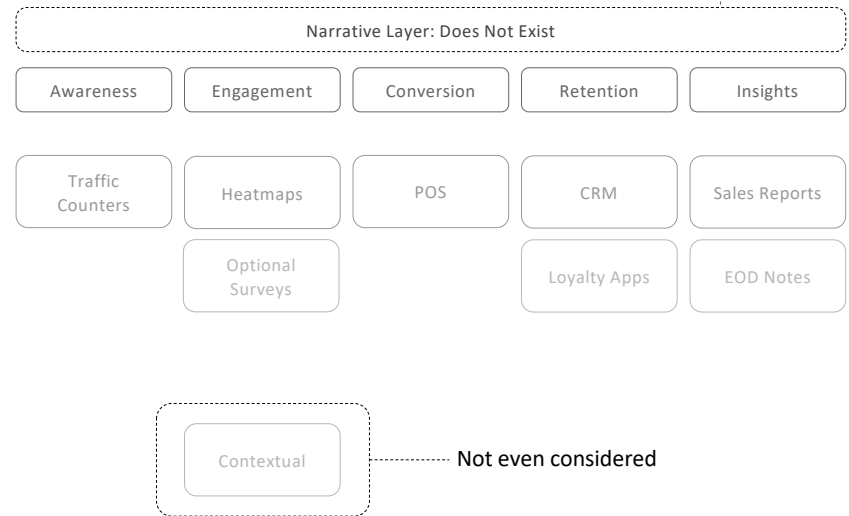 Narrative Layer: Does Not Exist
Awareness
Engagement
Conversion
Retention
Insights
Traffic
Counters
Heatmaps
POS
CRM
Sales Reports
Optional
Surveys
Loyalty Apps
EOD Notes
Contextual
Not even considered